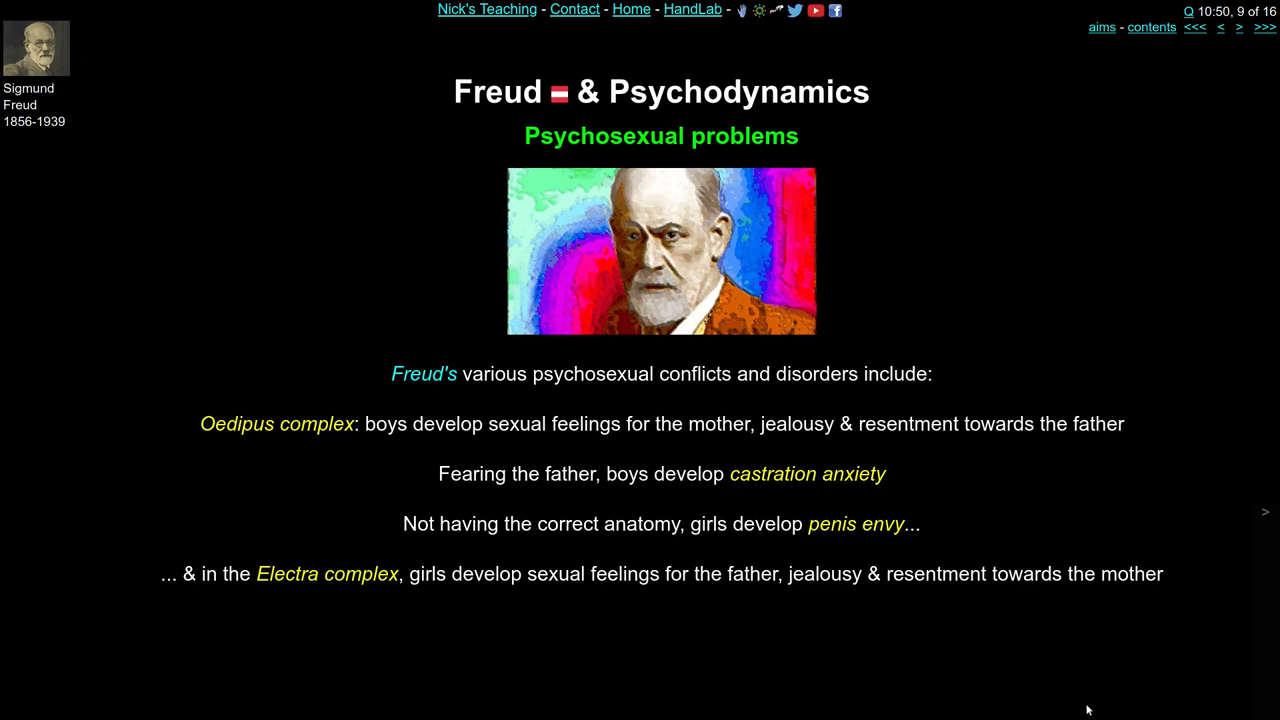 Nick's Teaching - Contact - Home - HandLab -
Q 10:50, 9 of 16
aims - contents <<< < > >>>
Sigmund
Freud
1856-1939
Freud & Psychodynamics
Psychosexual problems
Freud's various psychosexual conflicts and disorders include:
Oedipus complex: boys develop sexual feelings for the mother, jealousy & resentment towards the father
Fearing the father, boys develop castration anxiety
Not having the correct anatomy, girls develop penis envy...
>
... & in the Electra complex, girls develop sexual feelings for the father, jealousy & resentment towards the mother